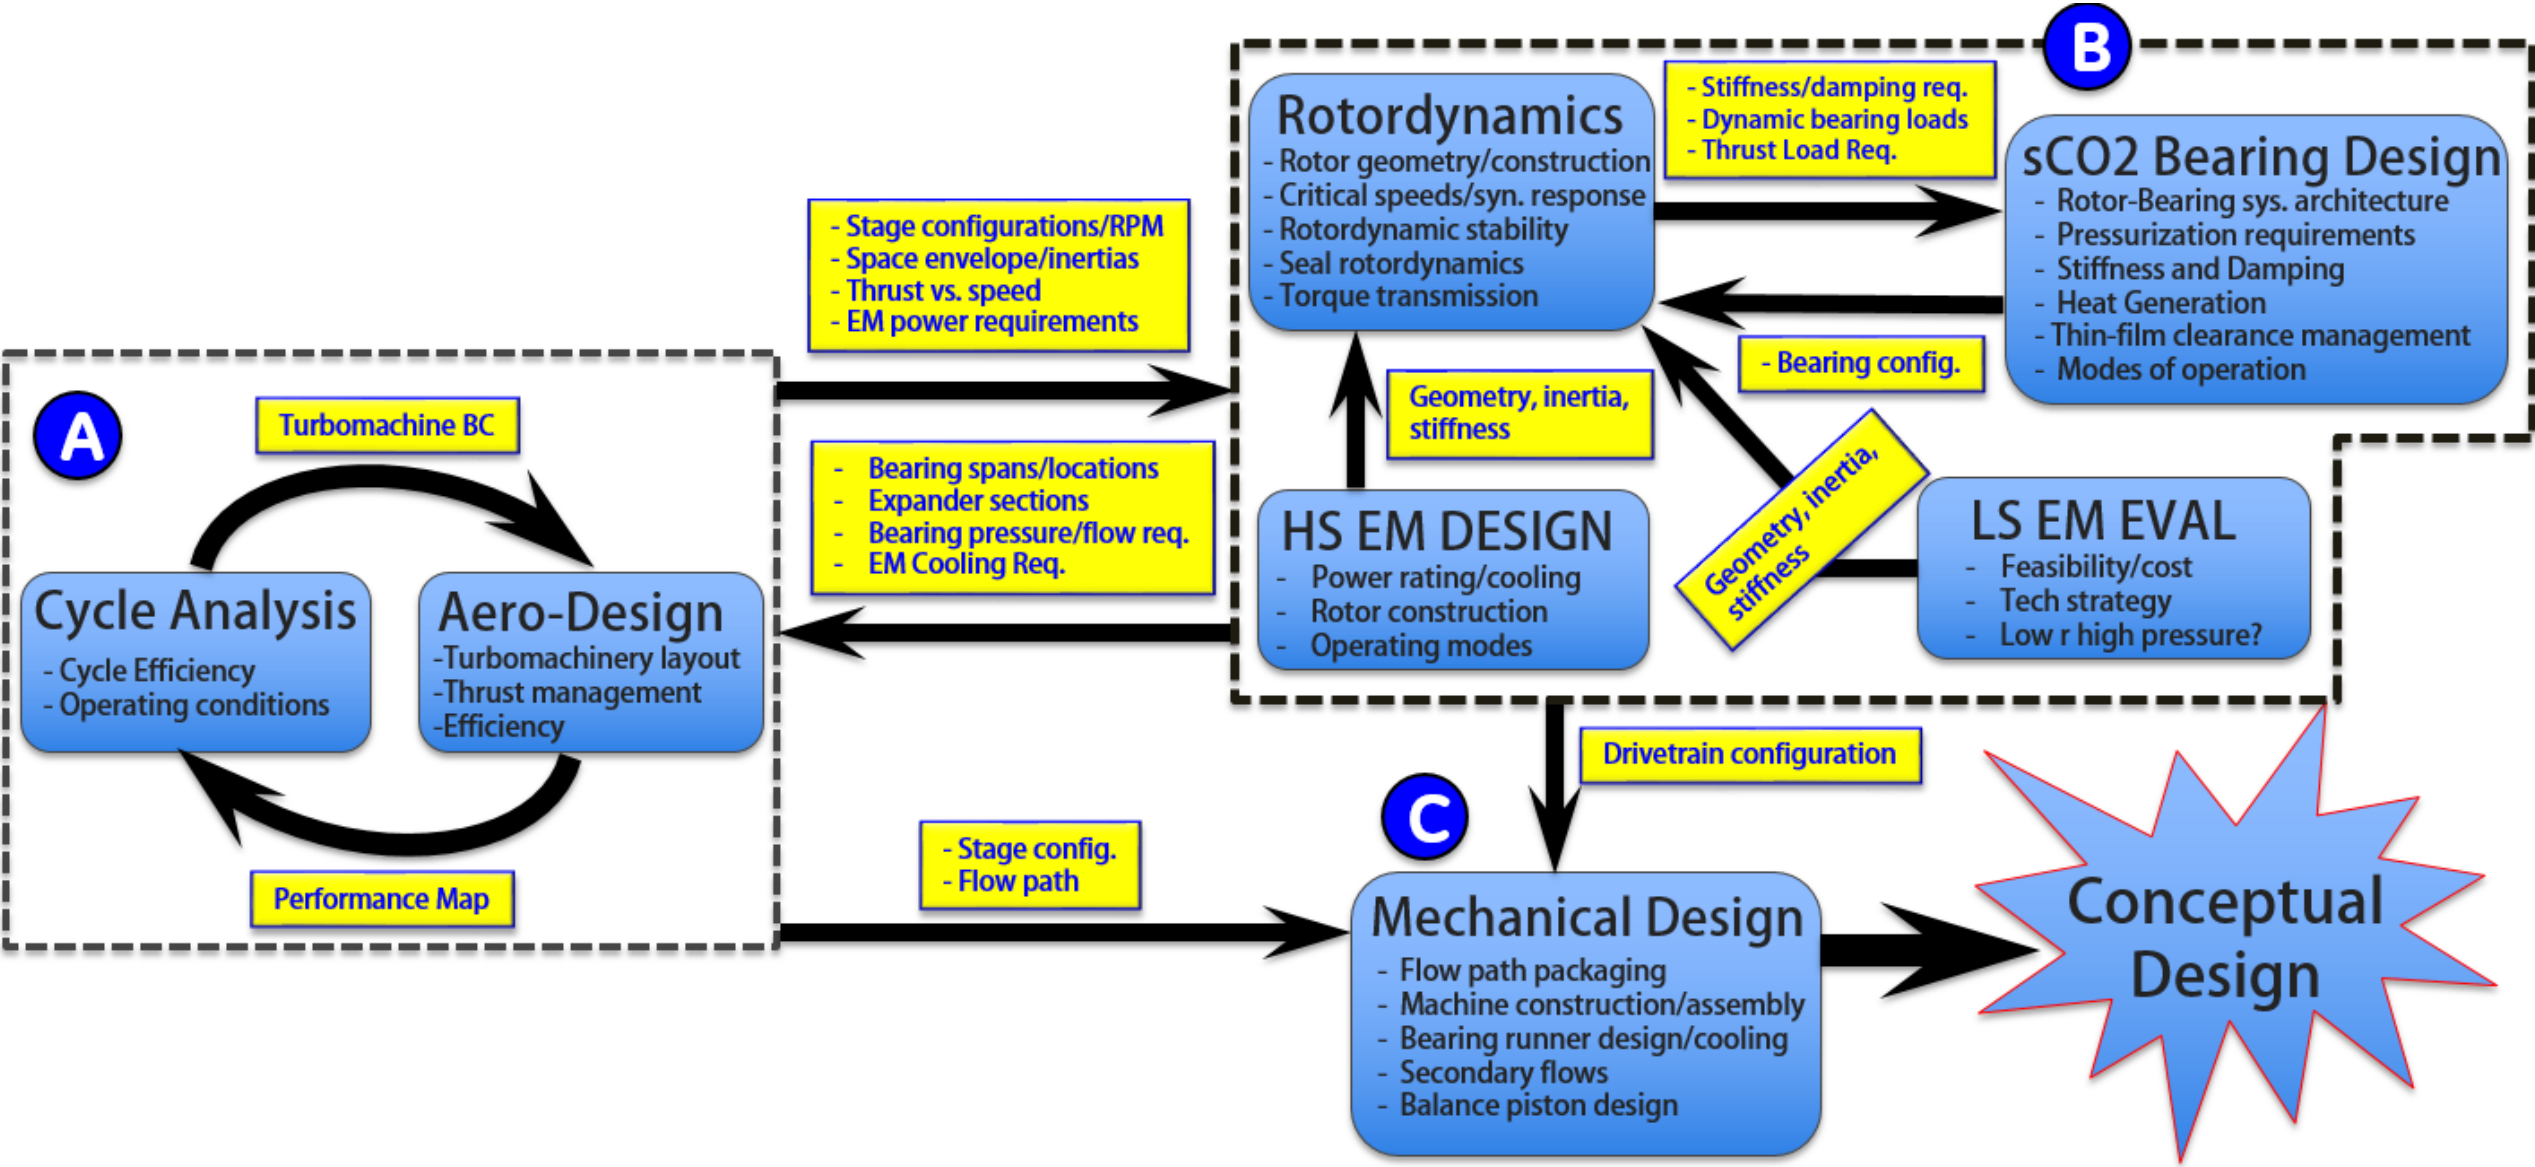 A
Turbomachine BC
Cycle Analysis
- Cycle Efficiency
- Operating conditions
Aero-Design
-Turbomachinery layout
-Thrust management
-Efficiency
Performance Map
- Stage configurations/RPM
- Space envelope/inertias
- Thrust vs. speed
- EM power requirements
- Bearing spans/locations
- Expander sections
- Bearing pressure/flow req.
- EM Cooling Req.
B
Rotordynamics
- Rotor geometry/construction
- Critical speeds/syn. response
- Rotordynamic stability
- Seal rotordynamics
- Torque transmission
- Stiffness/damping req.
- Dynamic bearing loads
- Thrust Load Req.
sCO2 Bearing Design
- Rotor-Bearing sys. architecture
- Pressurization requirements
- Stiffness and Damping
- Heat Generation
- Thin-film clearance management
- Modes of operation
- Bearing config.
Geometry, inertia,
stiffness
HS EM DESIGN
- Power rating/cooling
- Rotor construction
- Operating modes
Geometry, inertia,
stiffness
LS EM EVAL
- Feasibility/cost
- Tech strategy
- Low r high pressure?
Drivetrain configuration
- Stage config.
- Flow path
C
Mechanical Design
- Flow path packaging
- Machine construction/assembly
- Bearing runner design/cooling
- Secondary flows
- Balance piston design
Conceptual
Design